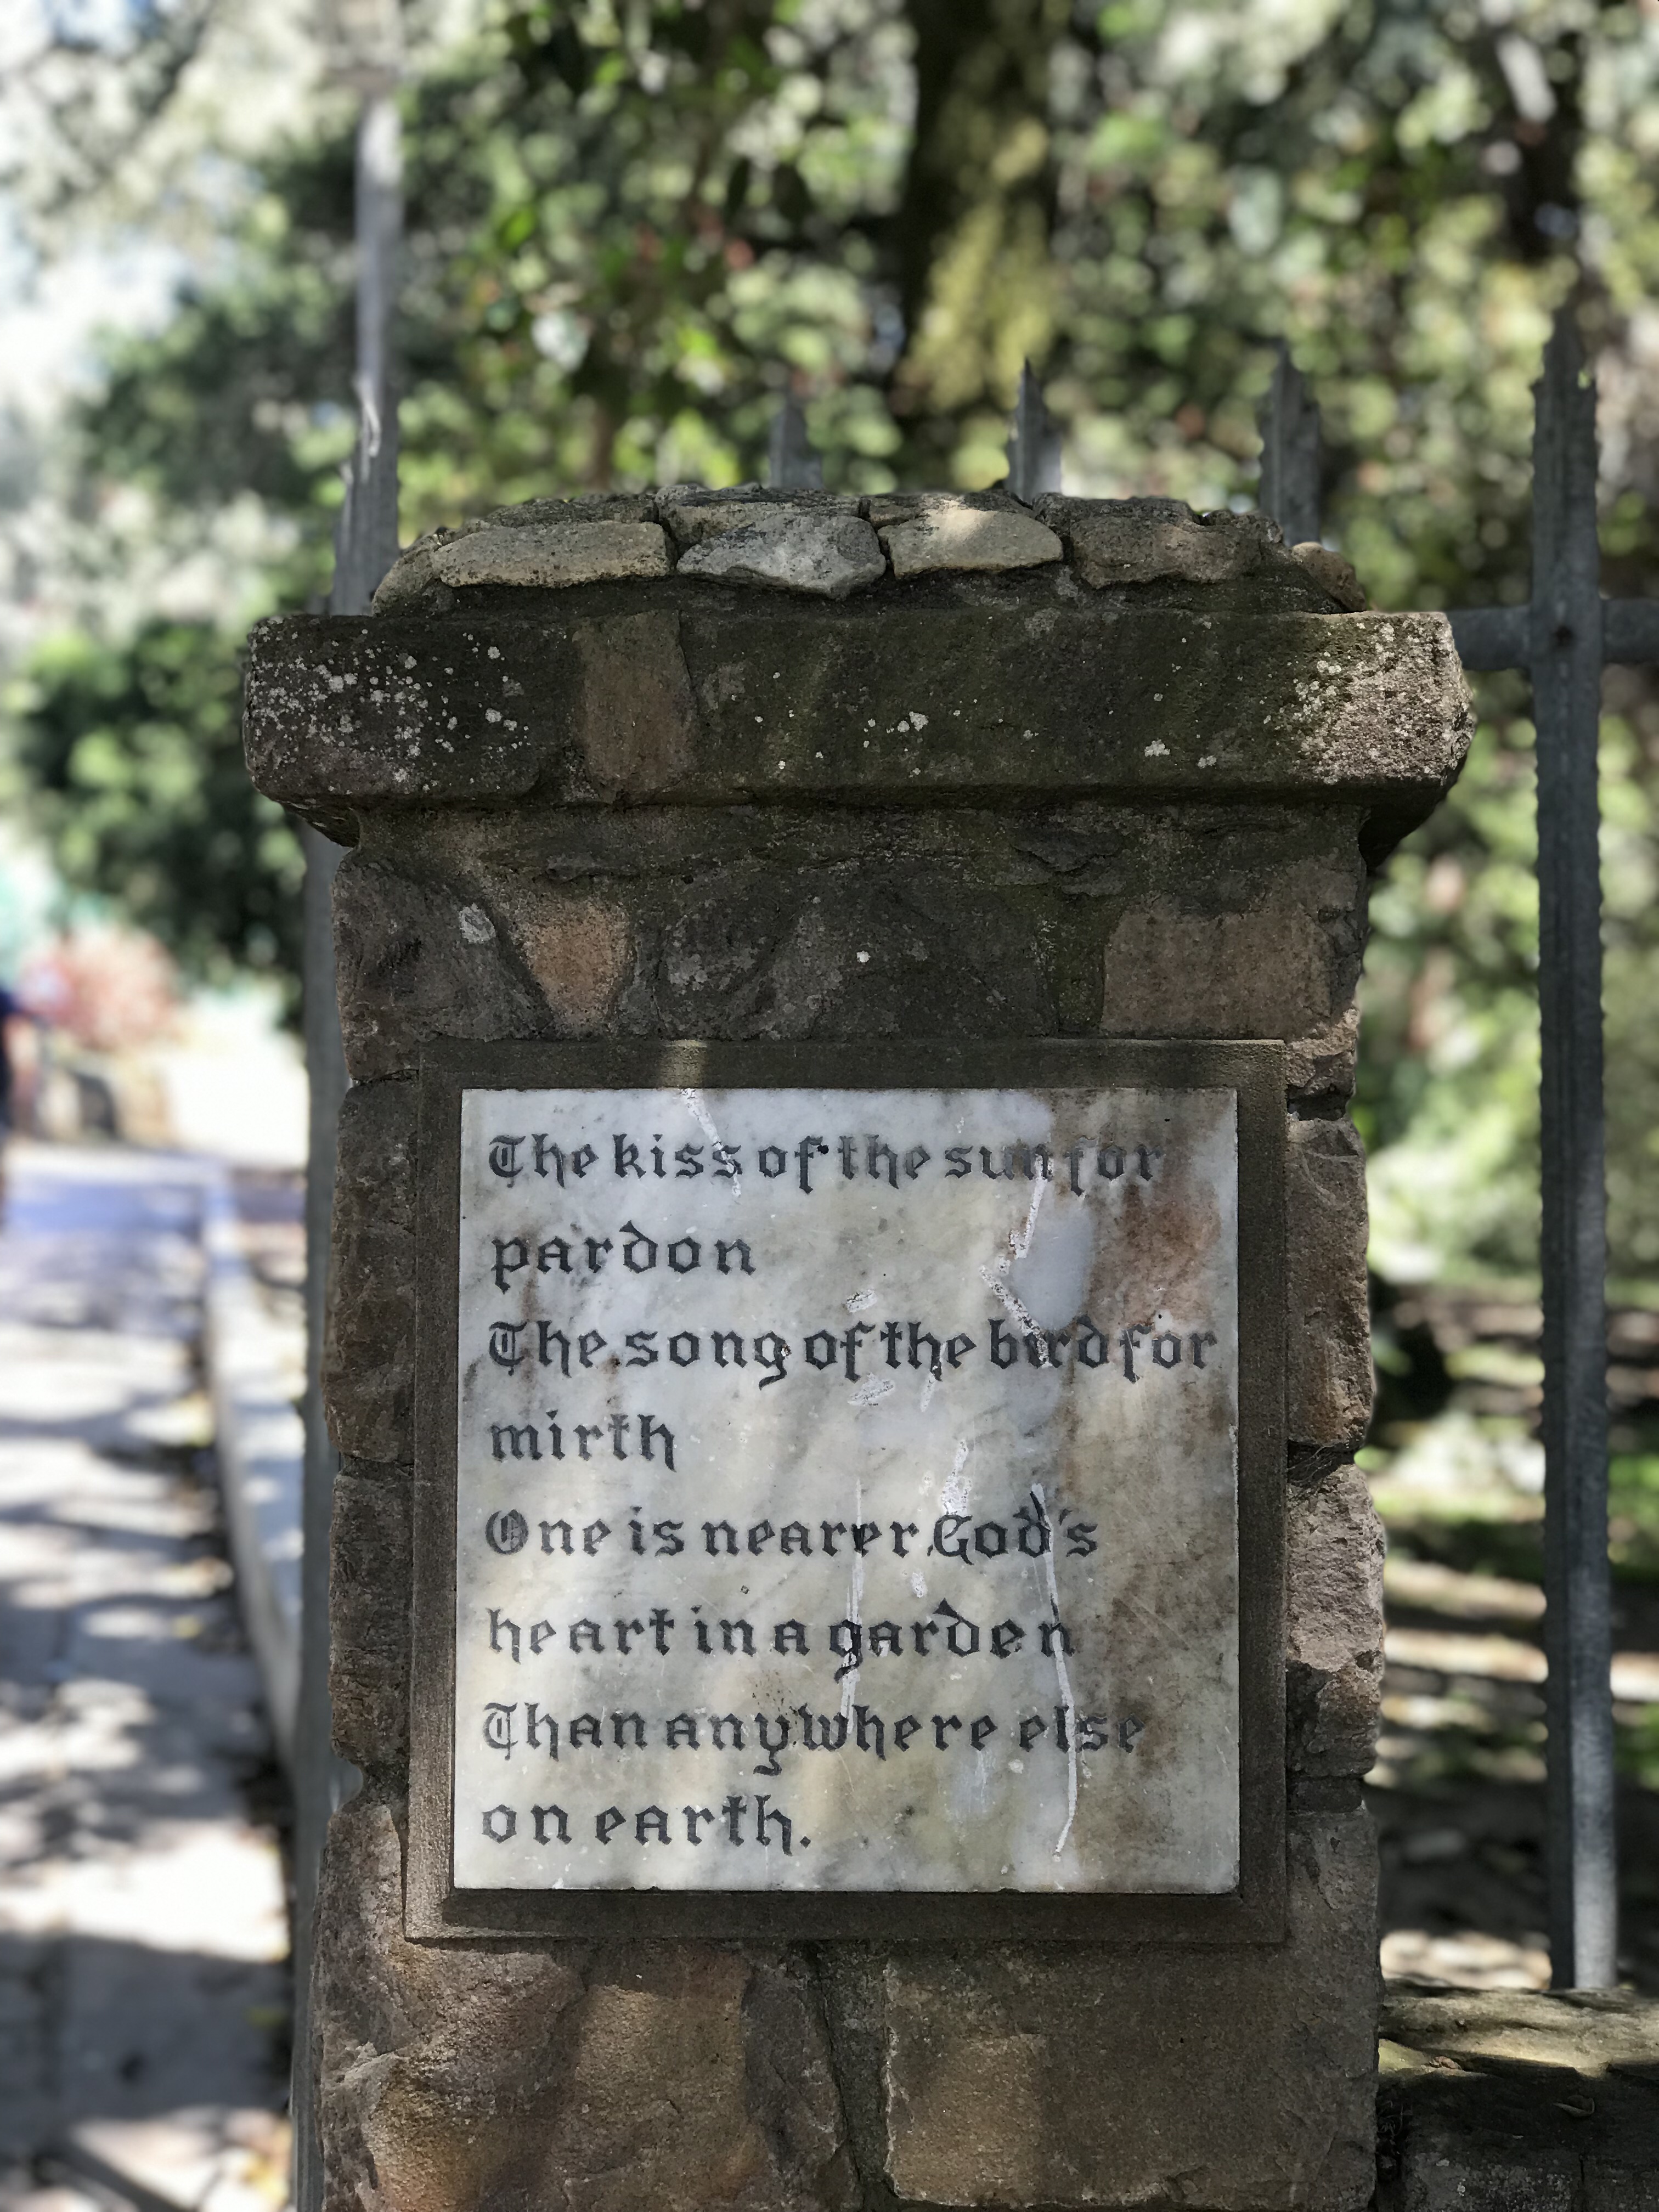 The kiss of the sun for
pardon
The song of the bird for
mirth
One is nearer God's
heart in a garden
Than anywhere else
on earth.